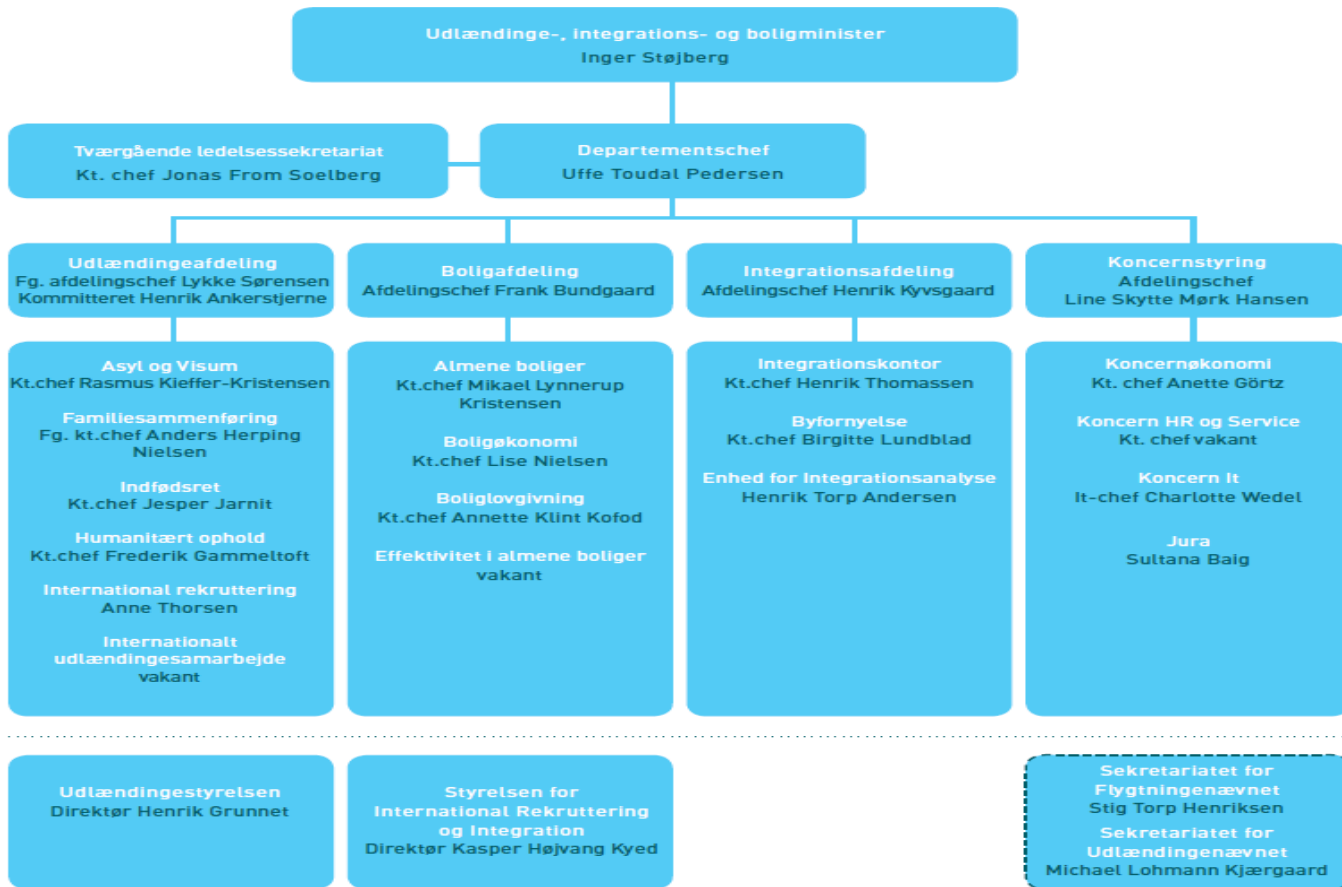 Udlændinge-, integrations- og boligminister
Inger Støjberg
Tværgående ledelsessekretariat
Kt. chef Jonas From Soelberg
Departementschef
Uffe Toudal Pedersen
Udlændingeafdeling
Fg. afdelingschef Lykke Sørensen
Kommitteret Henrik Ankerstjerne
Boligafdeling
Afdelingschef Frank Bundgaard
Integrationsafdeling
Afdelingschef Henrik Kyvsgaard
Koncernstyring
Afdelingschef
Line Skytte Mørk Hansen
Asyl og Visum
Kt.chef Rasmus Kieffer-Kristensen
Familiesammenføring
Fg. kt.chef Anders Herping
Nielsen
Indfødsret
Kt.chef Jesper Jarnit
Humanitært ophold
Kt.chef Frederik Gammeltoft
International rekruttering
Anne Thorsen
Internationalt
udlændingesamarbejde
vakant
Almene boliger
Kt.chef Mikael Lynnerup
Kristensen
Boligøkonomi
Kt.chef Lise Nielsen
Boliglovgivning
Kt.chef Annette Klint Kofod
Effektivitet i almene boliger
vakant
Integrationskontor
Kt.chef Henrik Thomassen
Byfornyelse
Kt.chef Birgitte Lundblad
Enhed for Integrationsanalyse
Henrik Torp Andersen
Koncernøkonomi
Kt. chef Anette Görtz
Koncern HR og Service
Kt. chef vakant
Koncern It
It-chef Charlotte Wedel
Jura
Sultana Baig
Udlændingestyrelsen
Direktør Henrik Grunnet
Styrelsen for
International Rekruttering
og Integration
Direktør Kasper Højvang Kyed
Sekretariatet for
Flygtningenævnet
Stig Torp Henriksen
Sekretariatet for
Udlændingenævnet
Michael Lohmann Kjærgaard